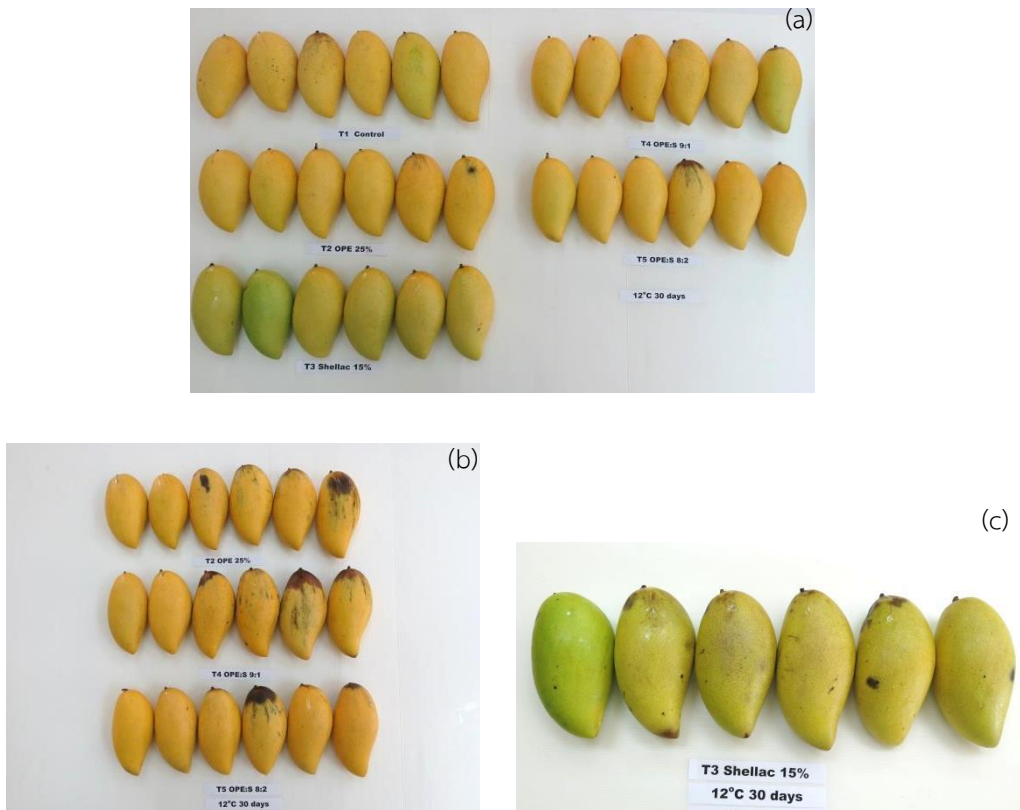 (a)
T1 Control
T4 OPE:S 9:1
T2 OPE 25%
T5 OPE:S 8:2
12°C 30 days
T3 Shellac 15%
(b)
T2 OPE 25%
T4 OPE:S 9:1
T5 OPE:S 8:2
12°C 30 days
(c)
T3 Shellac 15%
12°C 30 days